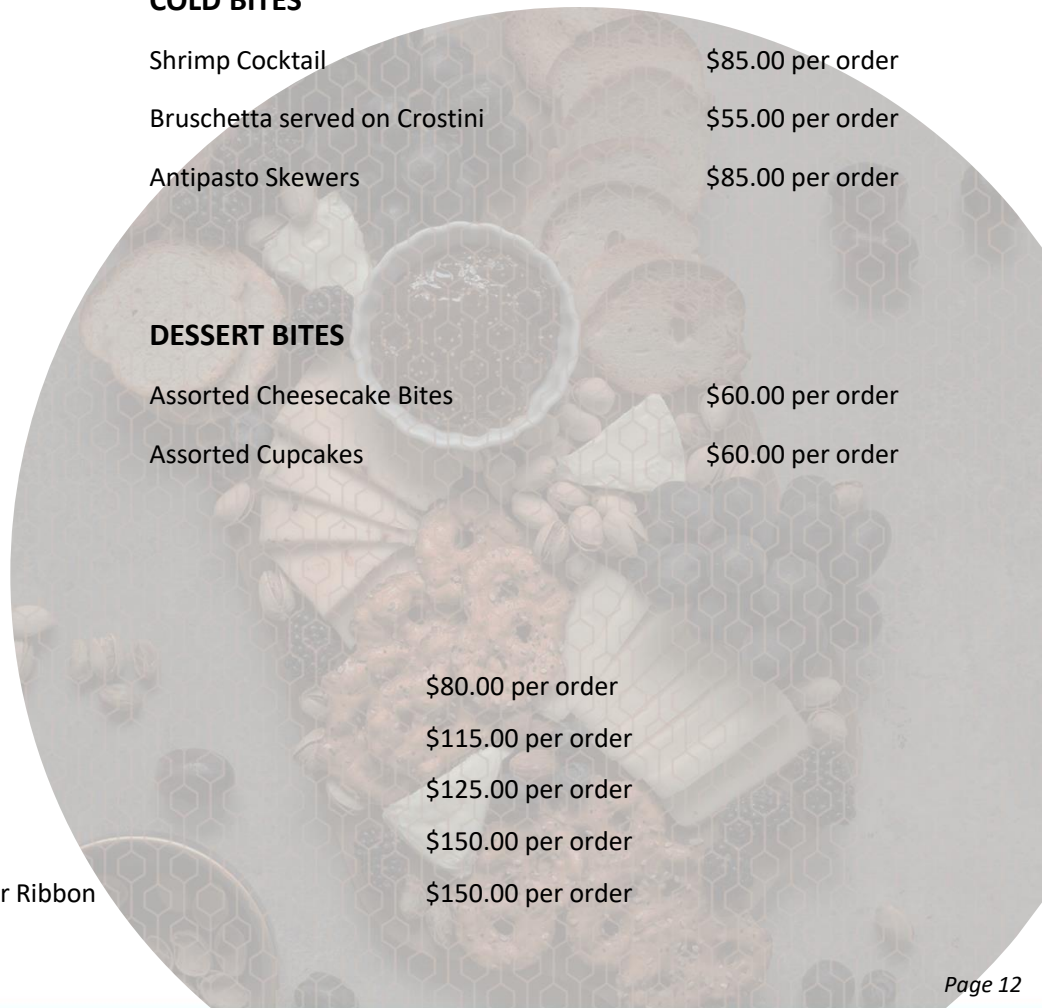 COLD BITES
Shrimp Cocktail $85.00 per order
Bruschetta served on Crostini $55.00 per order
Antipasto Skewers $85.00 per order
DESSERT BITES
Assorted Cheesecake Bites $60.00 per order
Assorted Cupcakes $60.00 per order
$80.00 per order
$115.00 per order
$125.00 per order
$150.00 per order
r Ribbon $150.00 per order
Page 12